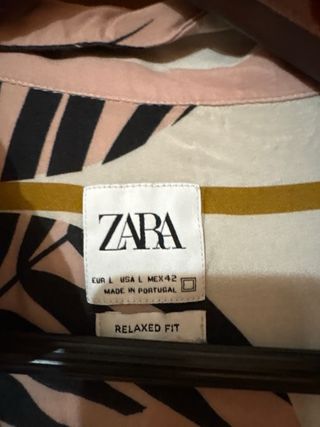 ZARA
EUR L USA L MEX 42
MADE IN PORTUGAL
RELAXED FIT